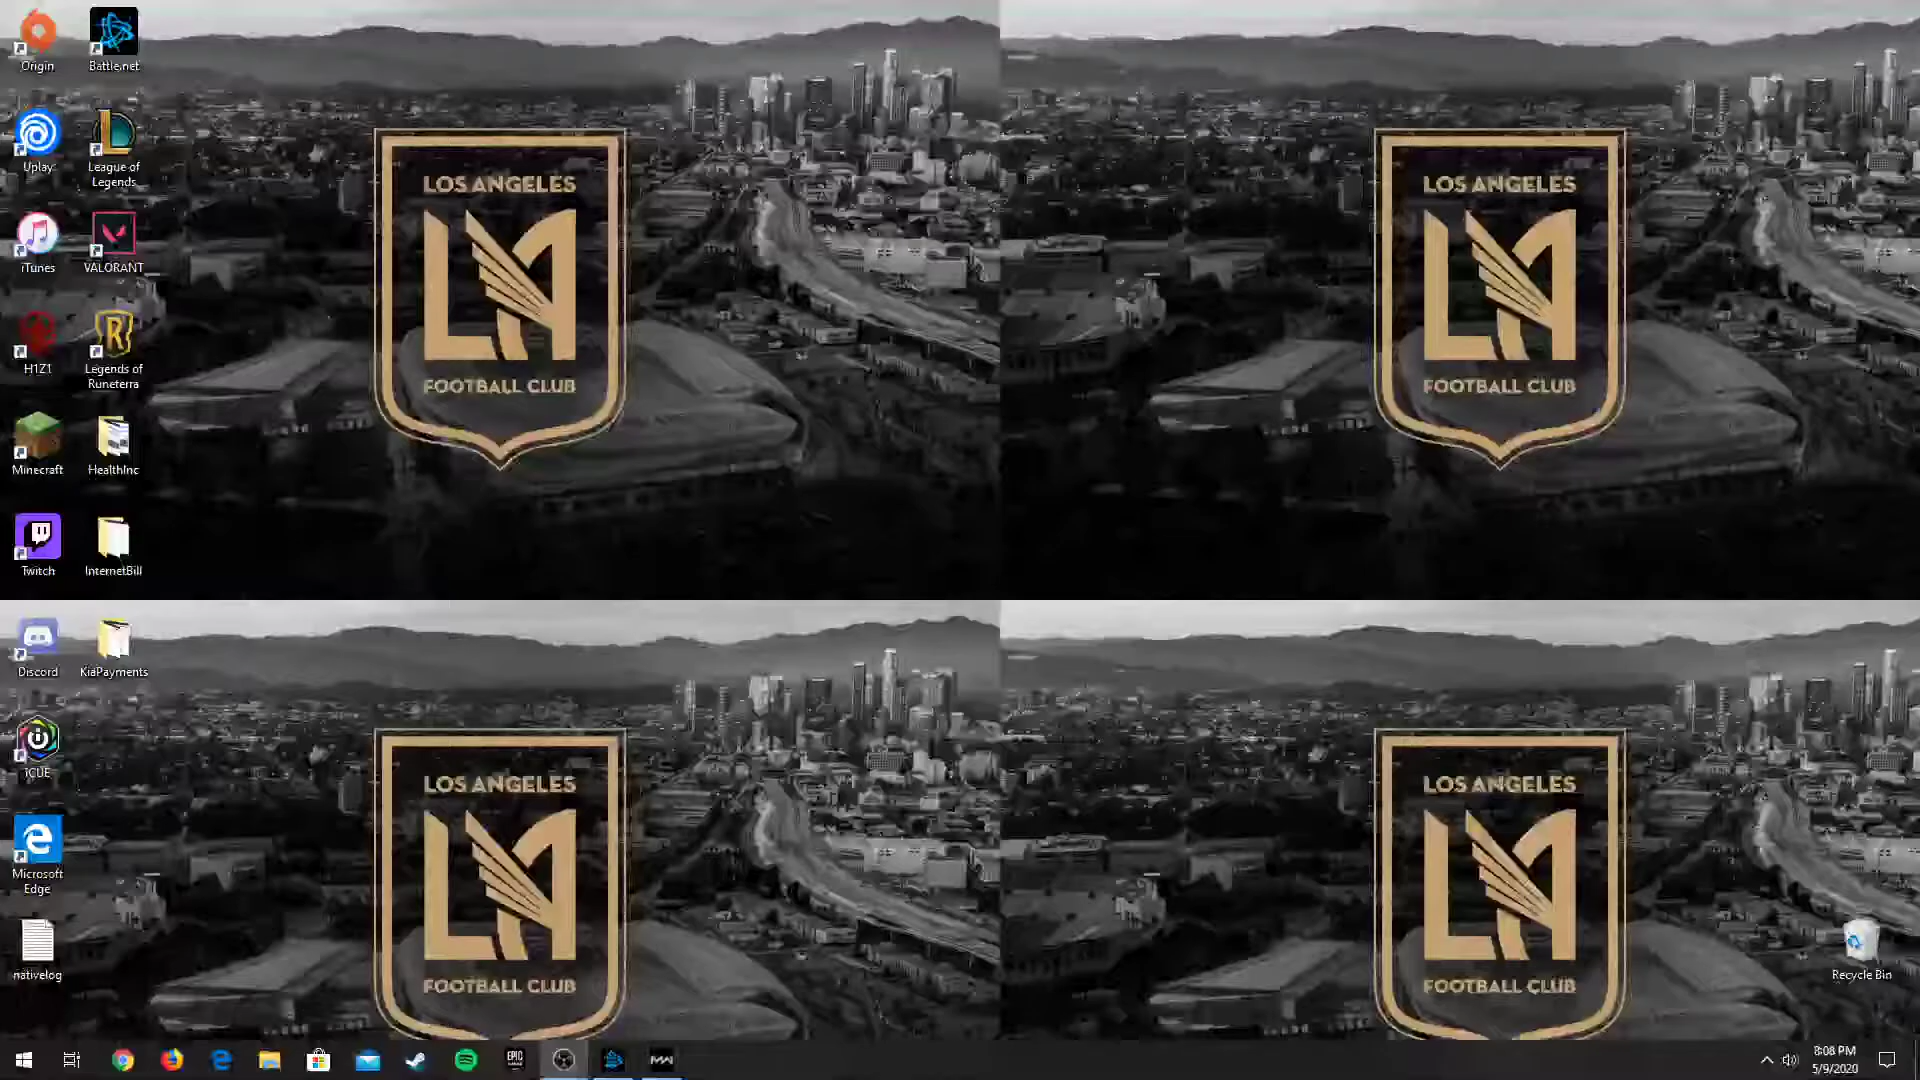 Origin
Battle.net
Uplay
League of
Legends
iTunes
VALORANT
H1Z1
Legends of
Runeterra
Minecraft
HealthInc
Twitch
InternetBill
LOS ANGELES
FOOTBALL CLUB
LOS ANGELES
FOOTBALL CLUB
Discord
KiaPayments
iCUE
Microsoft
Edge
nativelog
LOS ANGELES
FOOTBALL CLUB
LOS ANGELES
FOOTBALL CLUB
Recycle Bin
EPIC
8:08 PM
5/9/2020